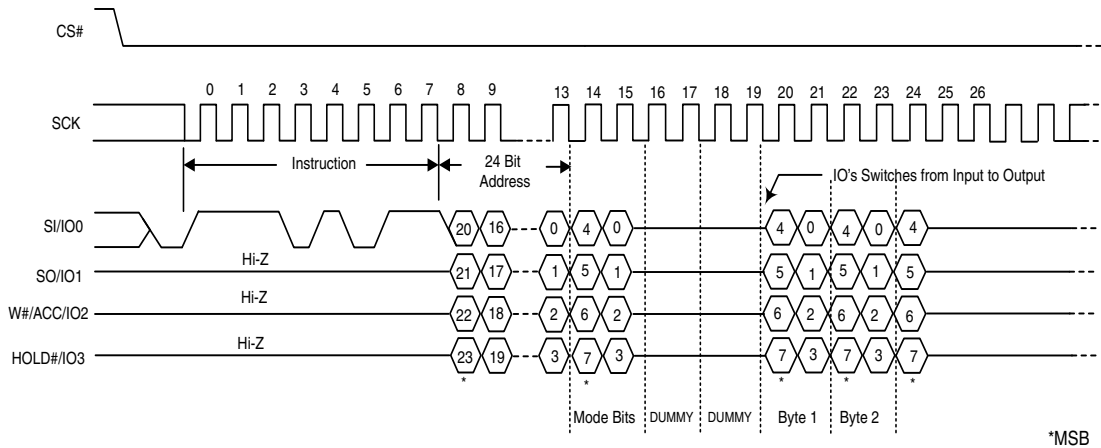 CS#
0 1 2 3 4 5 6 7 8 9 13 14 15 16 17 18 19 20 21 22 23 24 25 26
SCK
Instruction
24 Bit
Address
IO's Switches from Input to Output
SI/IO0 20 16 0 4 0 4 0 4 0 4
Hi-Z
SO/IO1 21 17 1 5 1 5 1 5 1 5
Hi-Z
W#/ACC/IO2 22 18 2 6 2 6 2 6 2 6
Hi-Z
HOLD#/IO3 23 19 3 7 3 7 3 7 3 7
* * * * *
Mode Bits DUMMY DUMMY Byte 1 Byte 2
*MSB